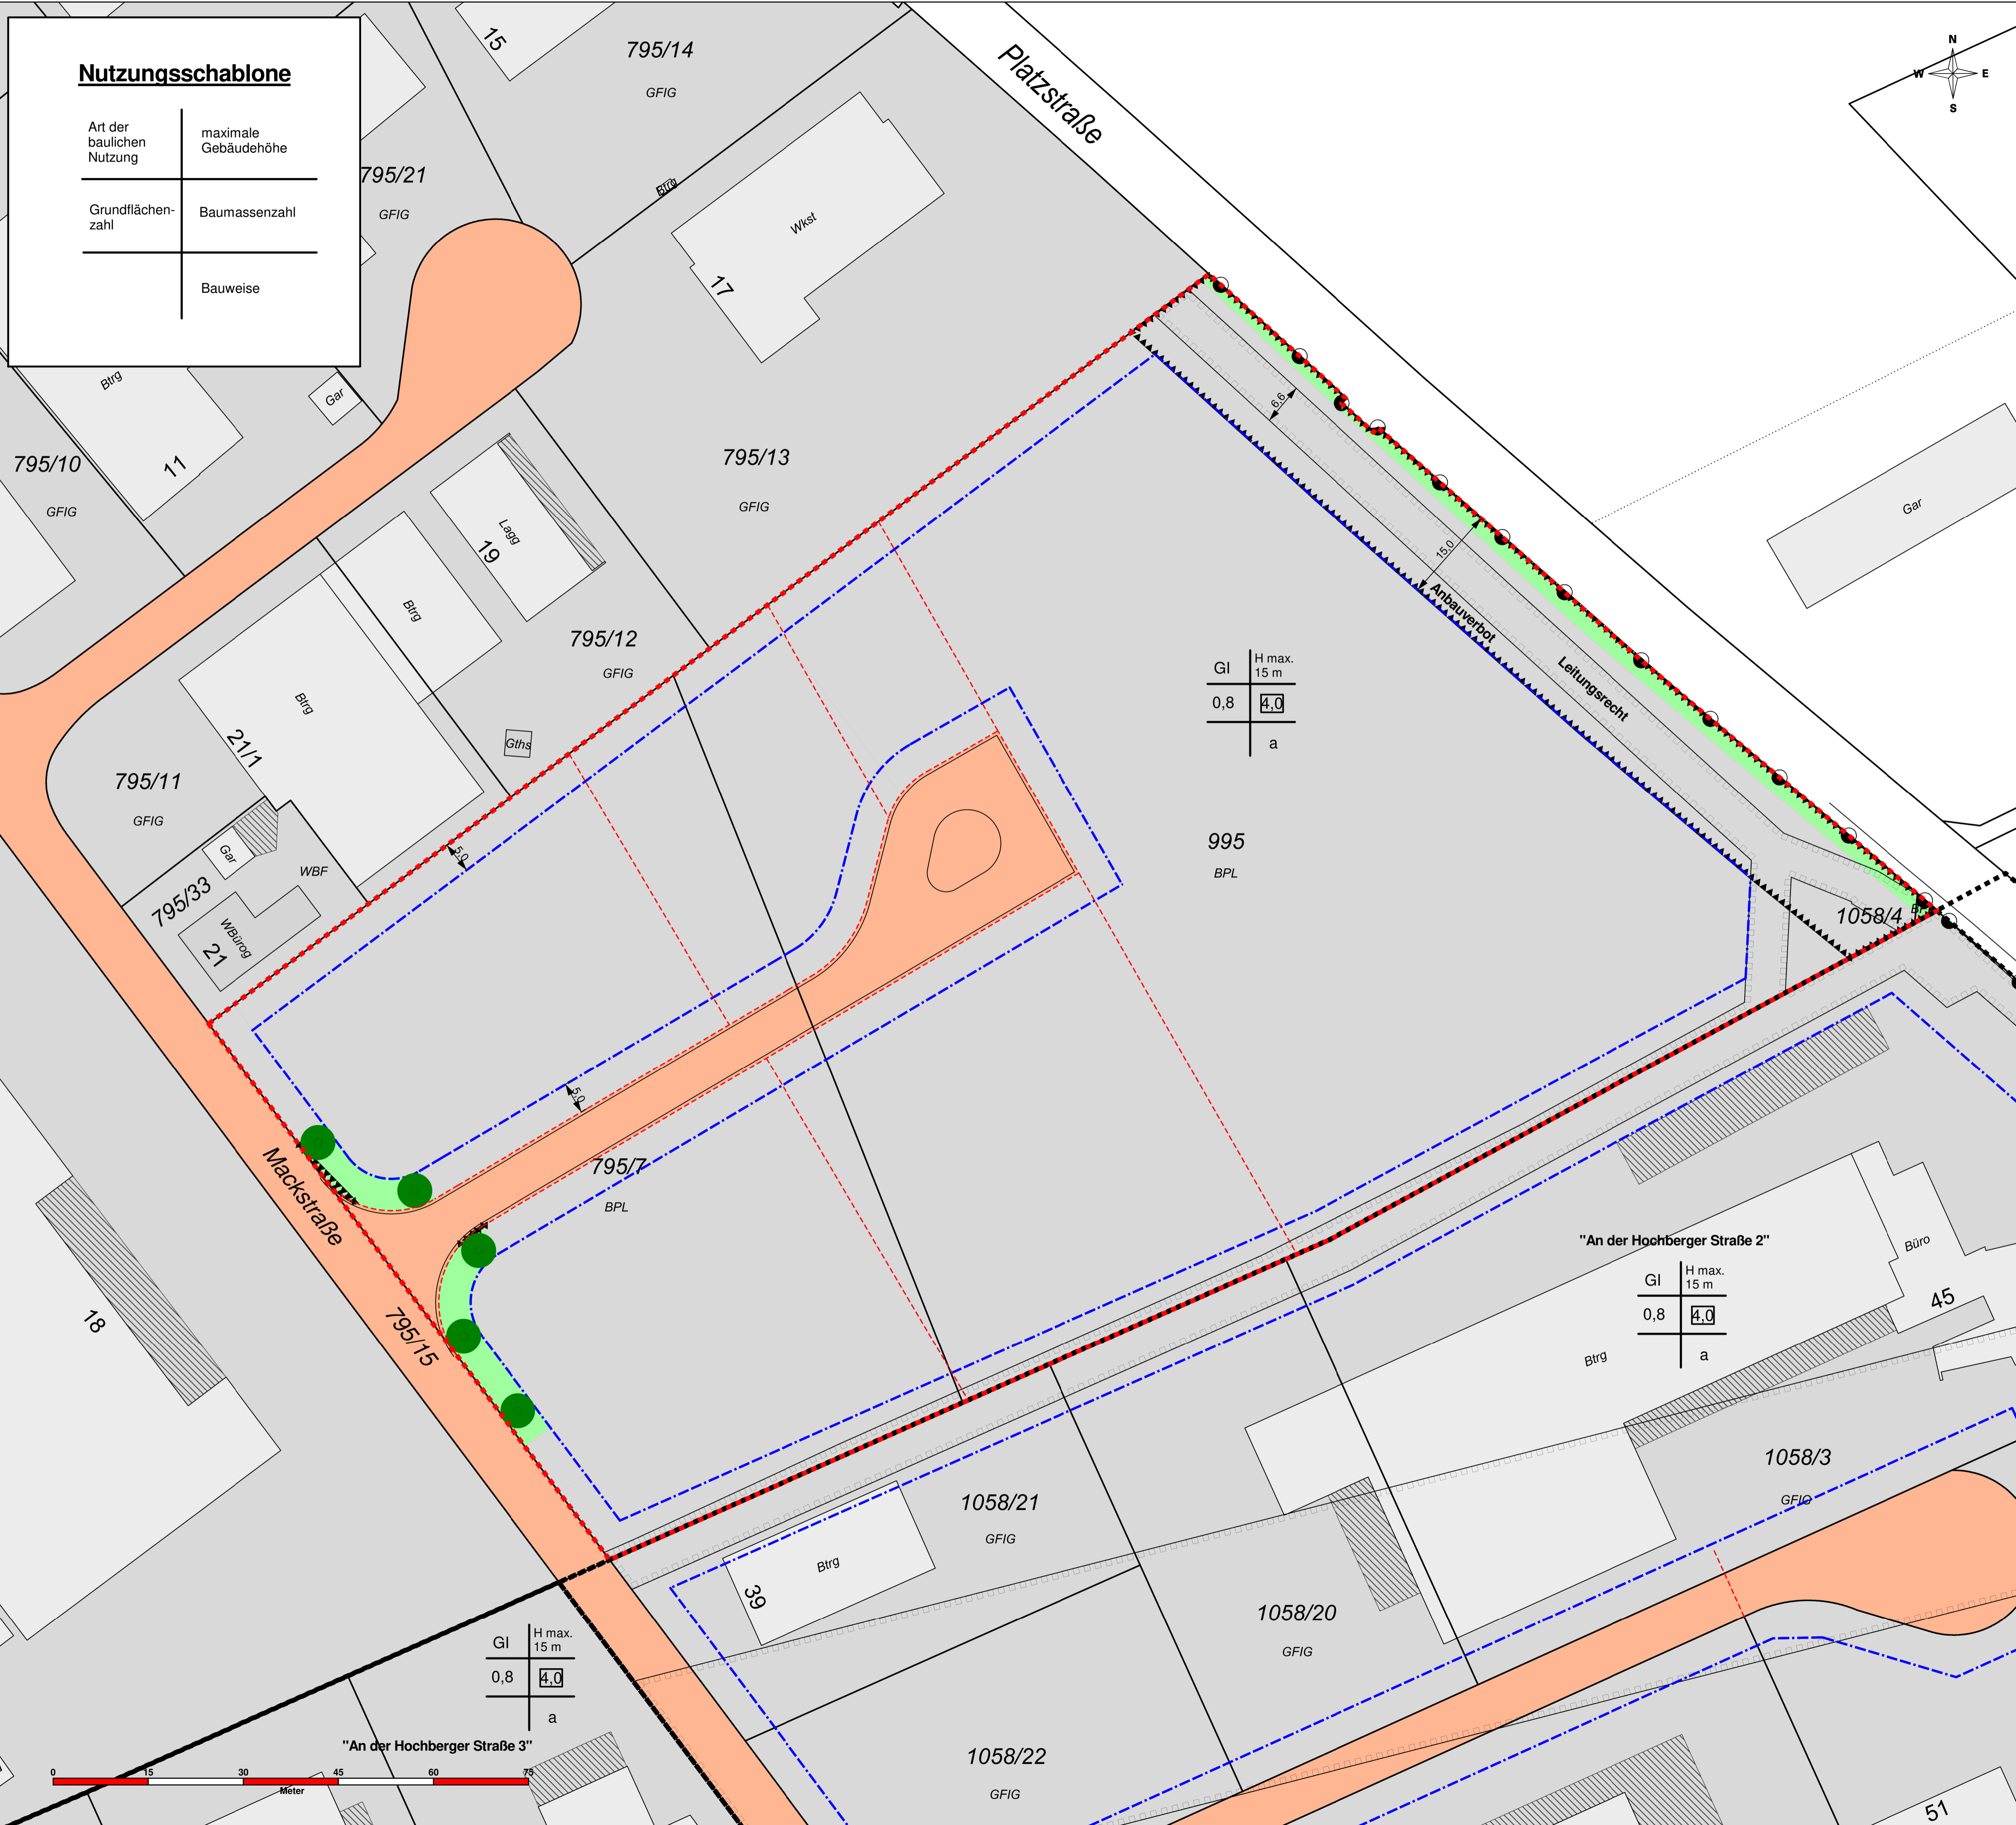 Nutzungsschablone
Art der
baulichen
Nutzung
maximale
Gebäudehöhe
Grundflächen-
zahl
Baumassenzahl
Bauweise
15
795/14
GFIG
Platzstraße
N
W
E
S
795/21
GFIG
Btrg
Wkst
17
Btrg
Gar
795/10
GFIG
11
795/13
GFIG
6,6
Gar
Lagg
19
15,0
Anbauverbot
Leitungsrecht
Btrg
795/12
GFIG
GI
H max.
15 m
0,8
4,0
a
Btrg
21/1
Gths
795/11
GFIG
5,0
995
BPL
Gar
WBF
795/33
WBürog
21
1058/4
5,0
Mackstraße
795/7
BPL
"An der Hochberger Straße 2"
GI
H max.
15 m
0,8
4,0
a
Büro
45
Btrg
18
795/15
1058/21
GFIG
1058/3
GFIG
Btrg
39
1058/20
GFIG
GI
H max.
15 m
0,8
4,0
a
"An der Hochberger Straße 3"
1058/22
GFIG
0
15
30
45
60
75
Meter
51